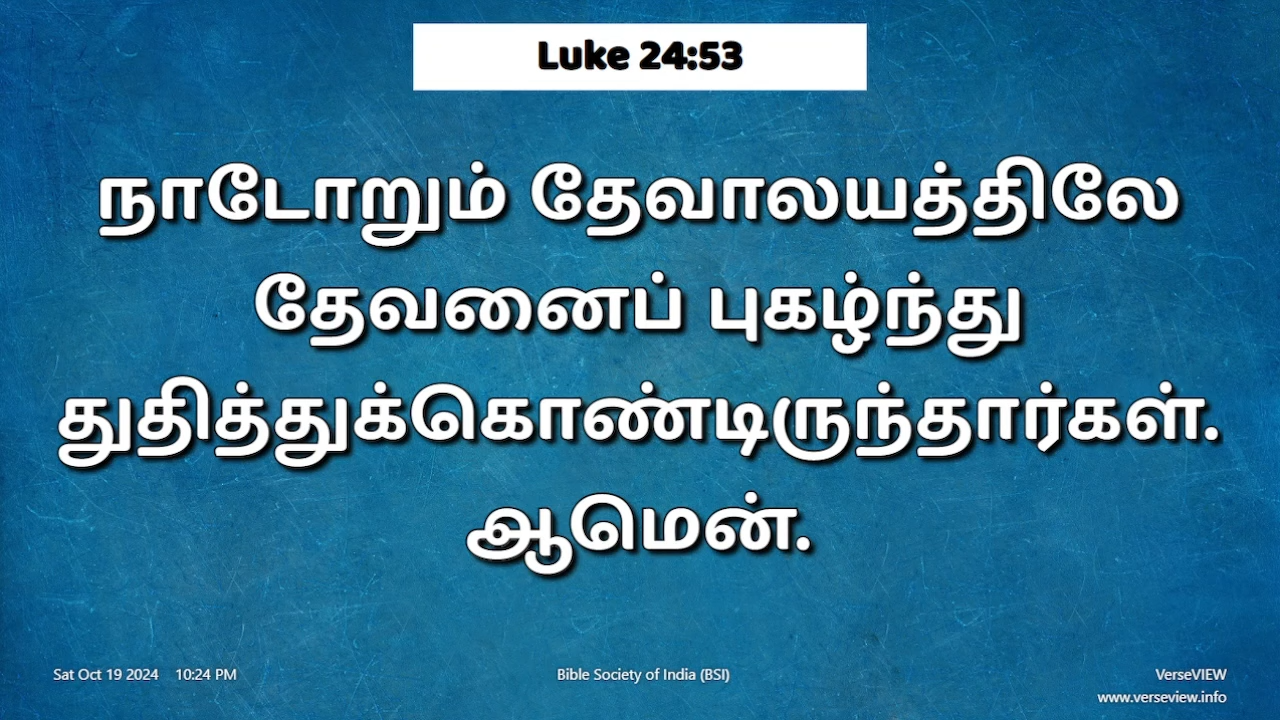 Luke 24:53
நாடோறும் தேவாலயத்திலே
தேவனைப் புகழ்ந்து
துதித்துக்கொண்டிருந்தார்கள்.
ஆமென்.
Sat Oct 19 2024 10:24 PM
Bible Society of India (BSI)
VerseVIEW
www.verseview.info